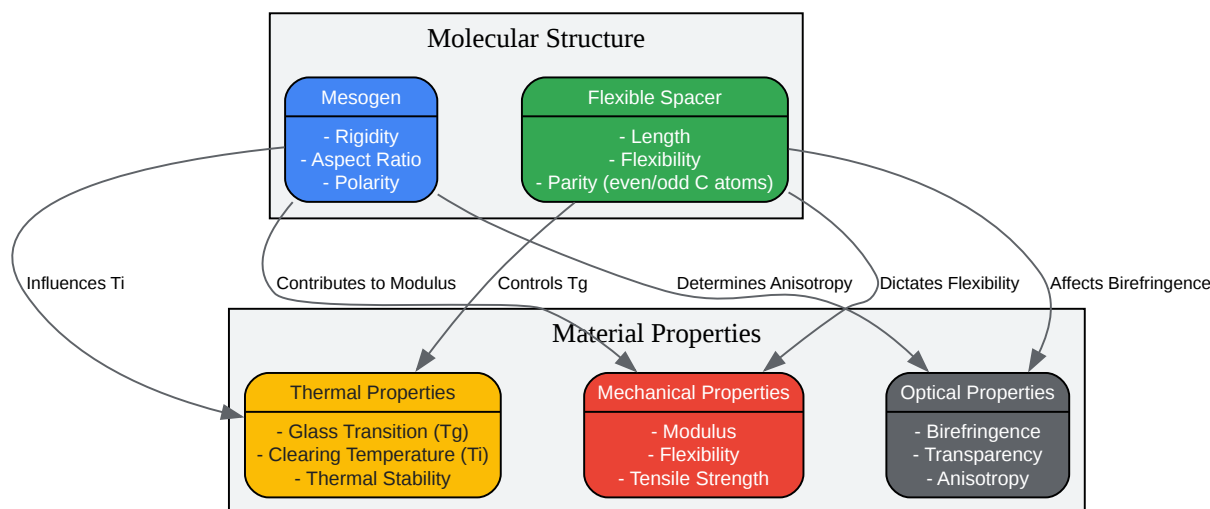 Molecular Structure
Mesogen
- Rigidity
- Aspect Ratio
- Polarity
Flexible Spacer
- Length
- Flexibility
- Parity (even/odd C atoms)
Influences Ti
Contributes to Modulus
Controls Tg
Determines Anisotropy
Dictates Flexibility
Affects Birefringence
Material Properties
Thermal Properties
- Glass Transition (Tg)
- Clearing Temperature (Ti)
- Thermal Stability
Mechanical Properties
- Modulus
- Flexibility
- Tensile Strength
Optical Properties
- Birefringence
- Transparency
- Anisotropy